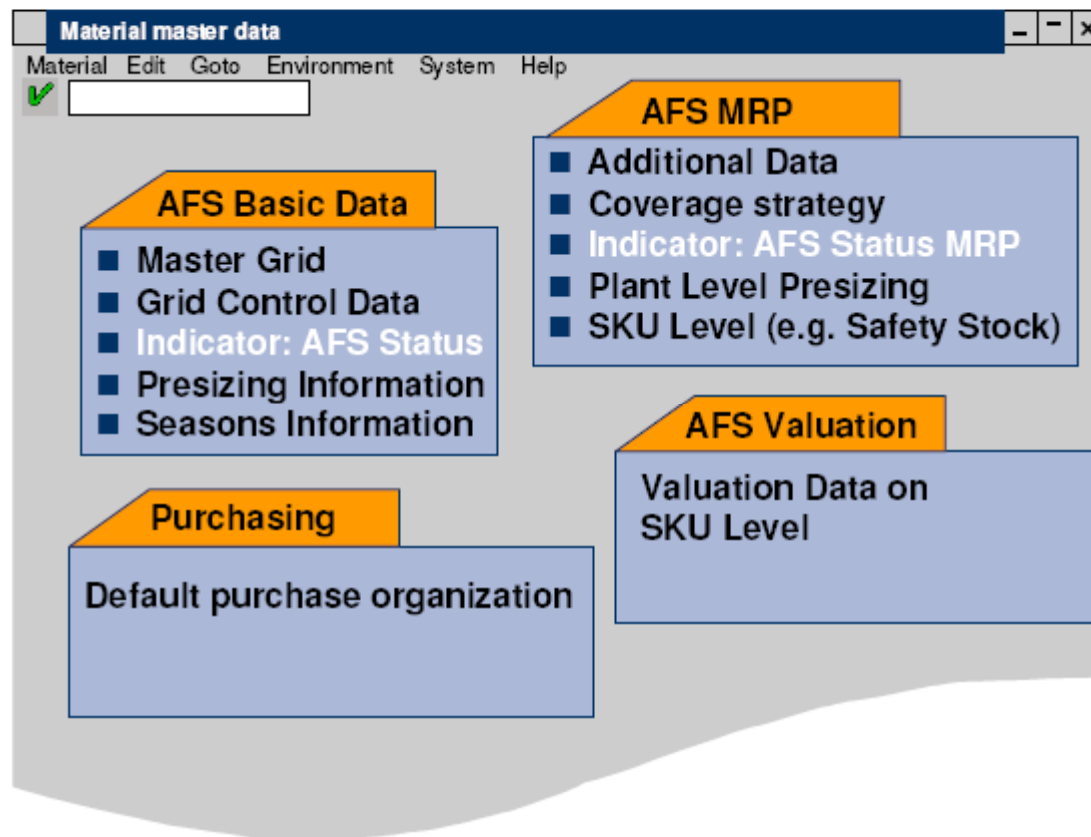 Material master data
Material Edit Goto Environment System Help
AFS Basic Data
Master Grid
Grid Control Data
Indicator: AFS Status
Presizing Information
Seasons Information
AFS MRP
Additional Data
Coverage strategy
Indicator: AFS Status MRP
Plant Level Presizing
SKU Level (e.g. Safety Stock)
Purchasing
Default purchase organization
AFS Valuation
Valuation Data on
SKU Level